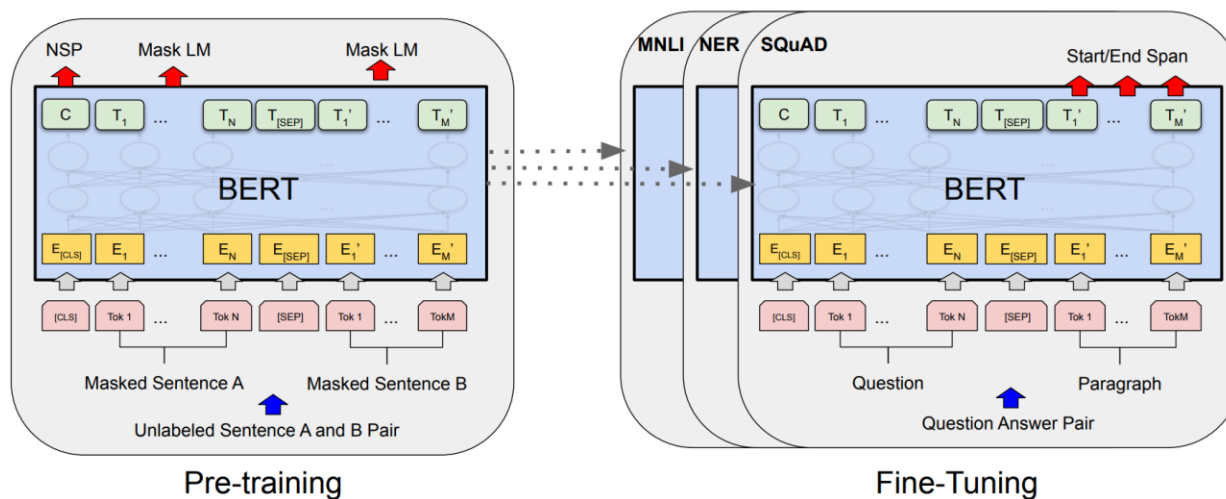 NSP Mask LM Mask LM
C T1 ... TN T[SEP] T1' ... TM'
...
BERT
...
E[CLS] E1 ... EN E[SEP] E1' ... EM'
[CLS] Tok 1 ... Tok N [SEP] Tok 1 ... TokM
Masked Sentence A Masked Sentence B
Unlabeled Sentence A and B Pair
Pre-training
MNLI NER SQuAD
Start/End Span
C T1 ... TN T[SEP] T1' ... TM'
...
BERT
...
E[CLS] E1 ... EN E[SEP] E1' ... EM'
[CLS] Tok 1 ... Tok N [SEP] Tok 1 ... TokM
Question Paragraph
Question Answer Pair
Fine-Tuning